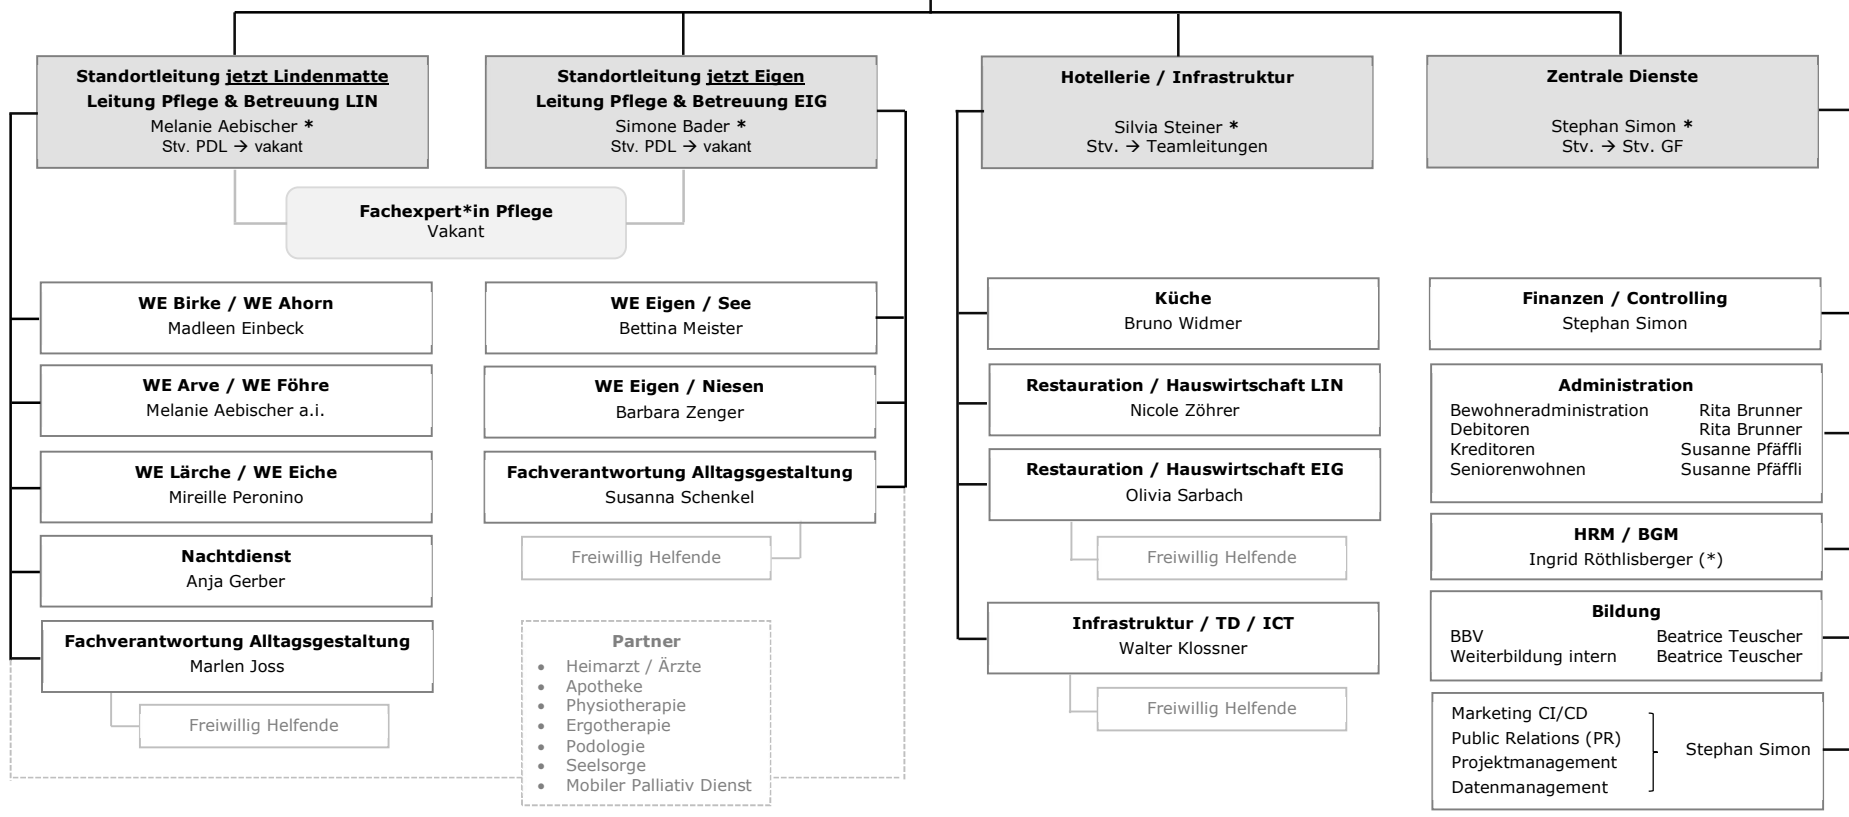 Standortleitung jetzt Lindenmatte
Leitung Pflege & Betreuung LIN
Melanie Aebischer *
Stv. PDL → vakant
Standortleitung jetzt Eigen
Leitung Pflege & Betreuung EIG
Simone Bader *
Stv. PDL → vakant
Hotellerie / Infrastruktur
Silvia Steiner *
Stv. → Teamleitungen
Zentrale Dienste
Stephan Simon *
Stv. → Stv. GF
Fachexpert*in Pflege
Vakant
WE Birke / WE Ahorn
Madleen Einbeck
WE Arve / WE Föhre
Melanie Aebischer a.i.
WE Lärche / WE Eiche
Mireille Peronino
Nachtdienst
Anja Gerber
Fachverantwortung Alltagsgestaltung
Marlen Joss
Freiwillig Helfende
WE Eigen / See
Bettina Meister
WE Eigen / Niesen
Barbara Zenger
Fachverantwortung Alltagsgestaltung
Susanna Schenkel
Freiwillig Helfende
Partner
• Heimarzt / Ärzte
• Apotheke
• Physiotherapie
• Ergotherapie
• Podologie
• Seelsorge
• Mobiler Palliativ Dienst
Küche
Bruno Widmer
Restauration / Hauswirtschaft LIN
Nicole Zöhrer
Restauration / Hauswirtschaft EIG
Olivia Sarbach
Freiwillig Helfende
Infrastruktur / TD / ICT
Walter Klossner
Freiwillig Helfende
Finanzen / Controlling
Stephan Simon
Administration
Bewohneradministration Rita Brunner
Debitoren Rita Brunner
Kreditoren Susanne Pfäffli
Seniorenwohnen Susanne Pfäffli
HRM / BGM
Ingrid Röthlisberger (*)
Bildung
BBV Beatrice Teuscher
Weiterbildung intern Beatrice Teuscher
Marketing CI/CD
Public Relations (PR)
Projektmanagement
Datenmanagement
Stephan Simon